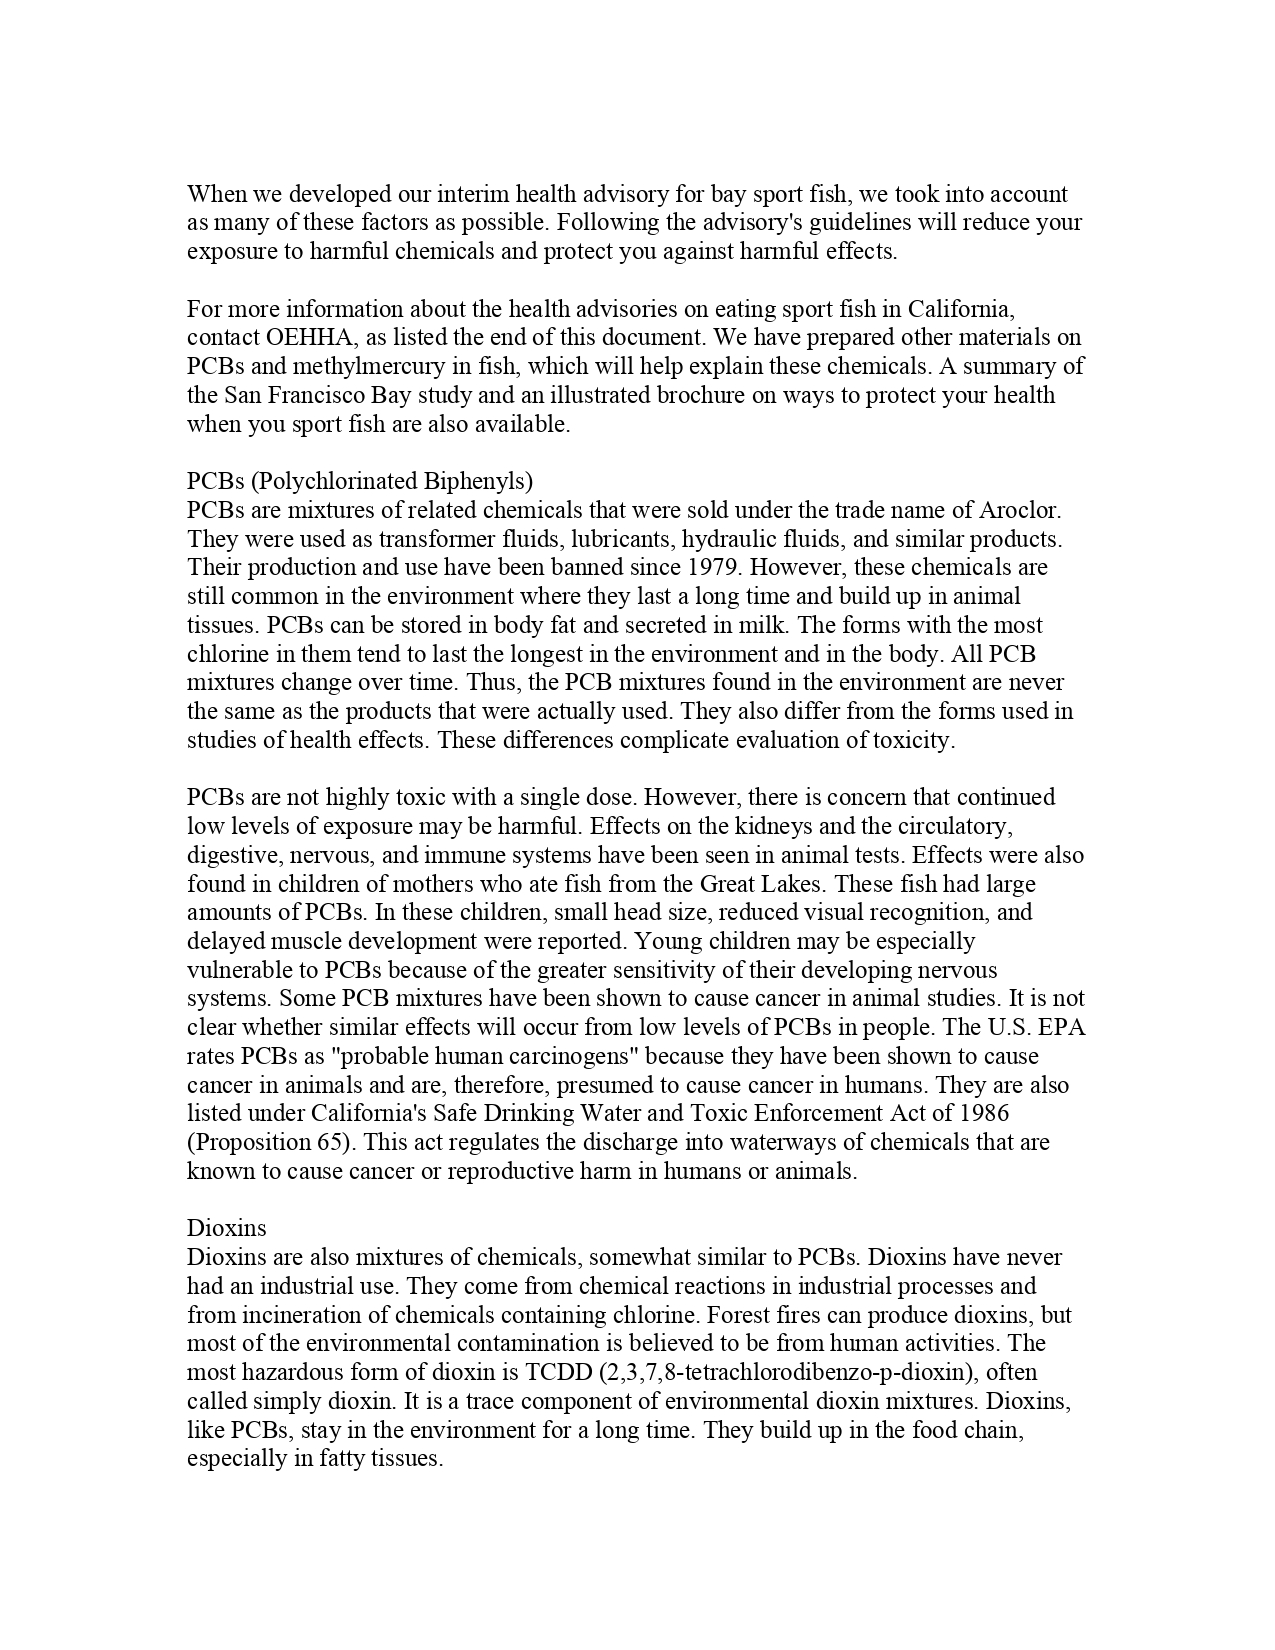 When we developed our interim health advisory for bay sport fish, we took into account
as many of these factors as possible. Following the advisory's guidelines will reduce your
exposure to harmful chemicals and protect you against harmful effects.
For more information about the health advisories on eating sport fish in California,
contact OEHHA, as listed the end of this document. We have prepared other materials on
PCBs and methylmercury in fish, which will help explain these chemicals. A summary of
the San Francisco Bay study and an illustrated brochure on ways to protect your health
when you sport fish are also available.
PCBs (Polychlorinated Biphenyls)
PCBs are mixtures of related chemicals that were sold under the trade name of Aroclor.
They were used as transformer fluids, lubricants, hydraulic fluids, and similar products.
Their production and use have been banned since 1979. However, these chemicals are
still common in the environment where they last a long time and build up in animal
tissues. PCBs can be stored in body fat and secreted in milk. The forms with the most
chlorine in them tend to last the longest in the environment and in the body. All PCB
mixtures change over time. Thus, the PCB mixtures found in the environment are never
the same as the products that were actually used. They also differ from the forms used in
studies of health effects. These differences complicate evaluation of toxicity.
PCBs are not highly toxic with a single dose. However, there is concern that continued
low levels of exposure may be harmful. Effects on the kidneys and the circulatory,
digestive, nervous, and immune systems have been seen in animal tests. Effects were also
found in children of mothers who ate fish from the Great Lakes. These fish had large
amounts of PCBs. In these children, small head size, reduced visual recognition, and
delayed muscle development were reported. Young children may be especially
vulnerable to PCBs because of the greater sensitivity of their developing nervous
systems. Some PCB mixtures have been shown to cause cancer in animal studies. It is not
clear whether similar effects will occur from low levels of PCBs in people. The U.S. EPA
rates PCBs as "probable human carcinogens" because they have been shown to cause
cancer in animals and are, therefore, presumed to cause cancer in humans. They are also
listed under California's Safe Drinking Water and Toxic Enforcement Act of 1986
(Proposition 65). This act regulates the discharge into waterways of chemicals that are
known to cause cancer or reproductive harm in humans or animals.
Dioxins
Dioxins are also mixtures of chemicals, somewhat similar to PCBs. Dioxins have never
had an industrial use. They come from chemical reactions in industrial processes and
from incineration of chemicals containing chlorine. Forest fires can produce dioxins, but
most of the environmental contamination is believed to be from human activities. The
most hazardous form of dioxin is TCDD (2,3,7,8-tetrachlorodibenzo-p-dioxin), often
called simply dioxin. It is a trace component of environmental dioxin mixtures. Dioxins,
like PCBs, stay in the environment for a long time. They build up in the food chain,
especially in fatty tissues.